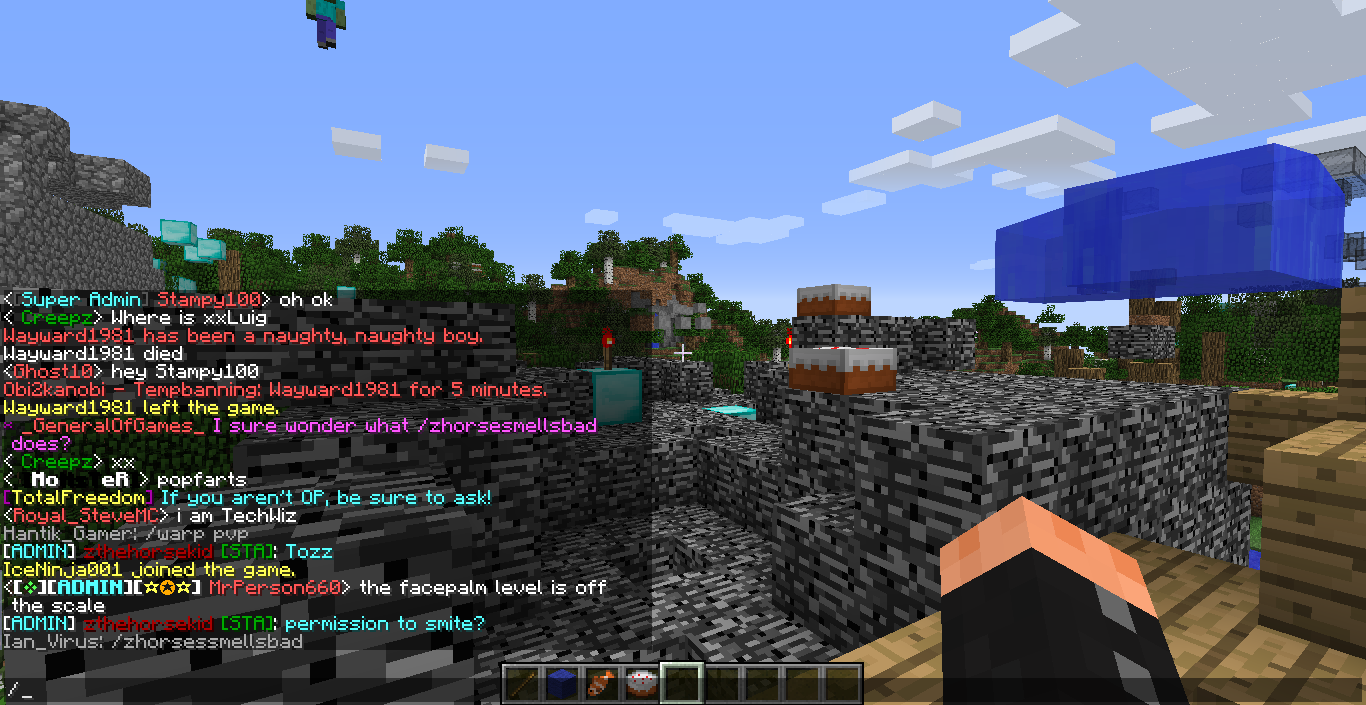 <[Super Admin] Stampy100> oh ok
< Creepz> Where is xxLuig
Wayward1981 has been a naughty, naughty boy.
Wayward1981 died
<Ghost10> hey Stampy100
Obi2kanobi - Tempbanning: Wayward1981 for 5 minutes.
Wayward1981 left the game.
* _GeneralOfGames_ I sure wonder what /zhorsesmellsbad
does?
< Creepz> xx
< Mo eR > popfarts
[TotalFreedom] If you aren't OP, be sure to ask!
<Royal_SteveMC> i am TechWiz
Hantik_Gamer: /warp pvp
[ADMIN] zthehorsekid [STA]: Tozz
IceNinja001 joined the game.
<[❖][ADMIN][☆✪☆] MrPerson660> the facepalm level is off
the scale
[ADMIN] zthehorsekid [STA]: permission to smite?
Ian_Virus: /zhorsessmellsbad
/_